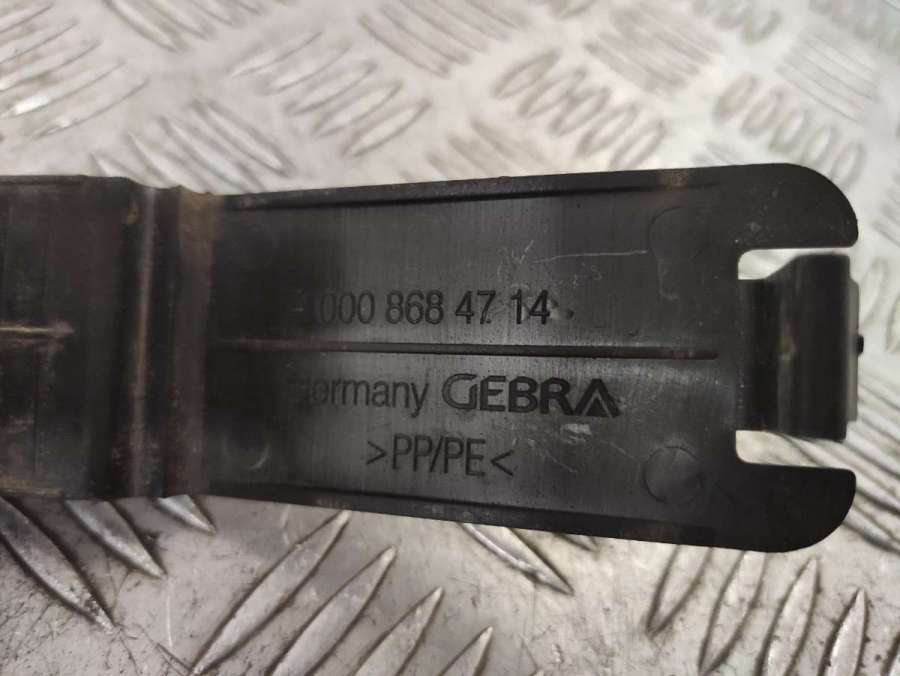 000 868 47 14
Germany GEBRA
>PP/PE<